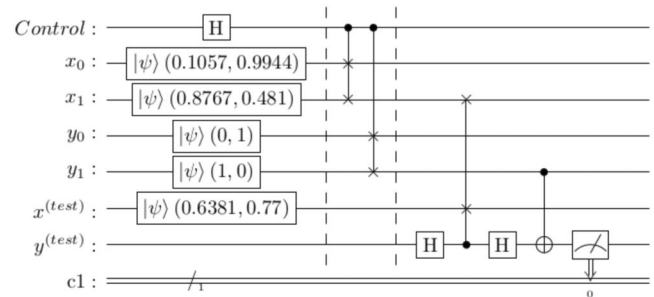 Control : H
x₀ : |ψ⟩ (0.1057, 0.9944)
x₁ : |ψ⟩ (0.8767, 0.481)
y₀ : |ψ⟩ (0, 1)
y₁ : |ψ⟩ (1, 0)
x⁽ᵗᵉˢᵗ⁾ : |ψ⟩ (0.6381, 0.77)
y⁽ᵗᵉˢᵗ⁾ : H H
c1 : 1
0